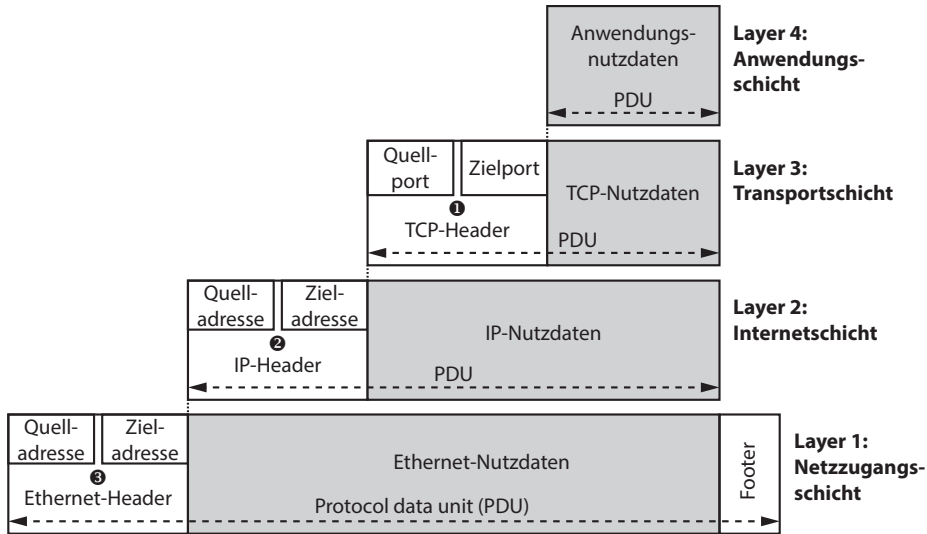 Anwendungs-
nutzdaten
PDU
Layer 4:
Anwendungs-
schicht
Quell-
port
Zielport
❶
TCP-Header
TCP-Nutzdaten
PDU
Layer 3:
Transportschicht
Quell-
adresse
Ziel-
adresse
❷
IP-Header
IP-Nutzdaten
PDU
Layer 2:
Internetschicht
Quell-
adresse
Ziel-
adresse
❸
Ethernet-Header
Ethernet-Nutzdaten
Protocol data unit (PDU)
Footer
Layer 1:
Netzzugangs-
schicht